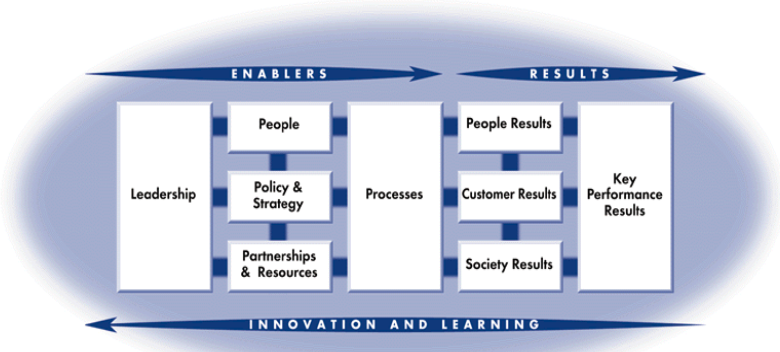 ENABLERS
RESULTS
Leadership
People
Policy &
Strategy
Partnerships
& Resources
Processes
People Results
Customer Results
Society Results
Key
Performance
Results
INNOVATION AND LEARNING